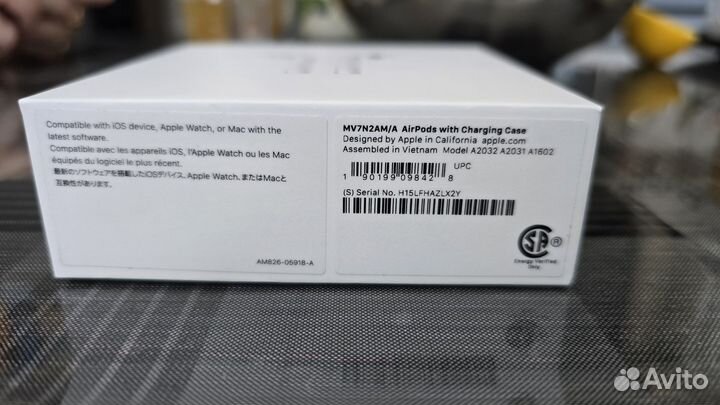 Compatible with iOS device, Apple Watch, or Mac with the
latest software.
Compatible avec les appareils iOS, l'Apple Watch ou les Mac
équipés du logiciel le plus récent.
最新のソフトウェアを搭載したiOSデバイス、Apple Watch、またはMacと
互換性があります。
AM826-05918-A
MV7N2AM/A AirPods with Charging Case
Designed by Apple in California apple.com
Assembled in Vietnam Model A2032 A2031 A1602
UPC
1 90199 09842 8
(S) Serial No. H15LFHAZLX2Y
SA ®
Energy Verified
Only.
Avito